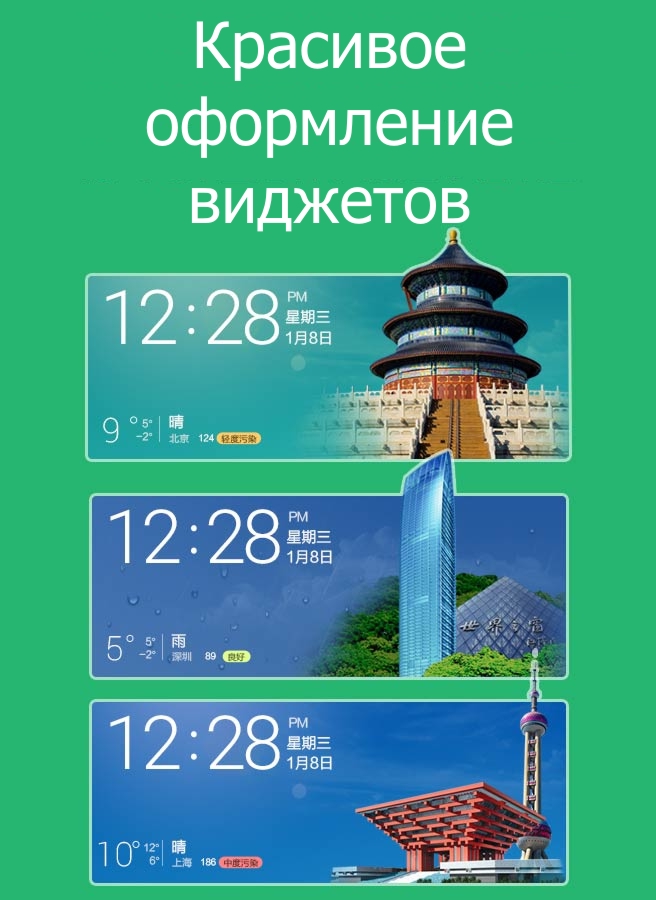 Красивое
оформление
виджетов
12:28 PM
星期三
1月8日
9° 5° 晴
-2° 北京 124 轻度污染
12:28 PM
星期三
1月8日
5° 5° 雨
-2° 深圳 89 良好
世界之窗
12:28 PM
星期三
1月8日
10° 12° 晴
6° 上海 186 中度污染